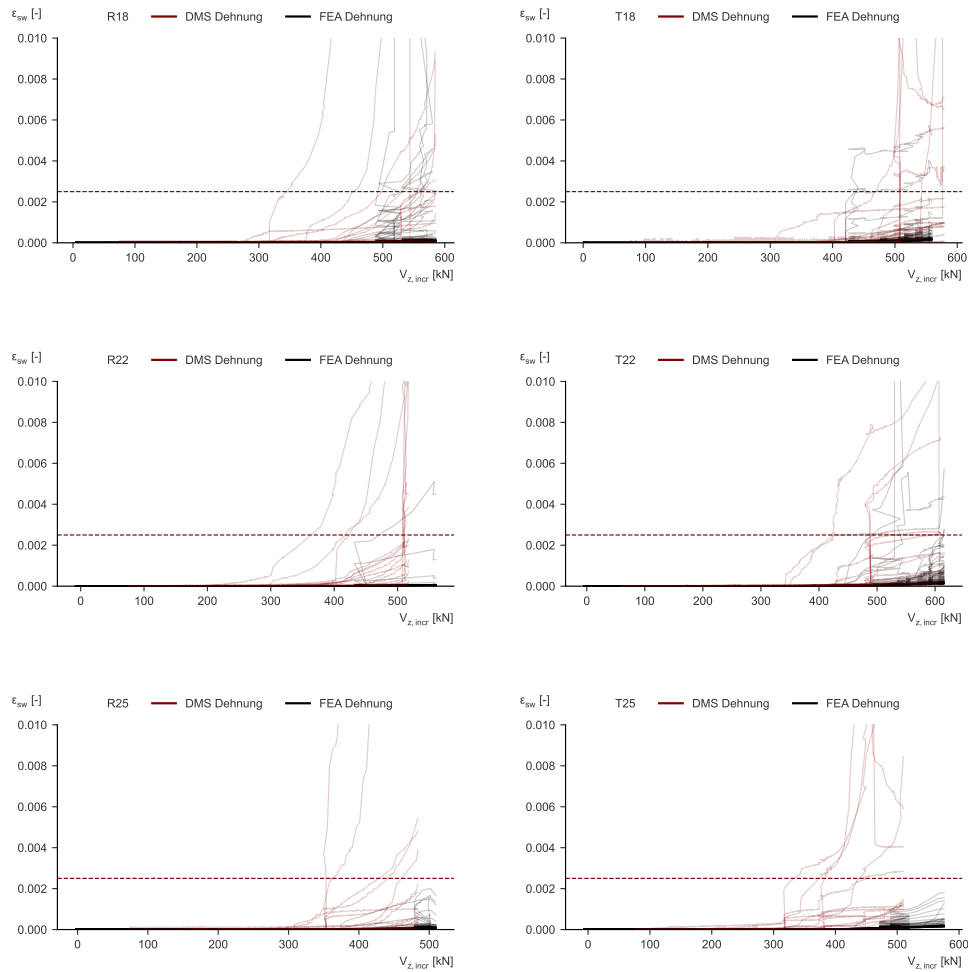 ε_sw [-] R18 DMS Dehnung FEA Dehnung
0.010
0.008
0.006
0.004
0.002
0.000
0 100 200 300 400 500 600
V_z, incr [kN]
ε_sw [-] T18 DMS Dehnung FEA Dehnung
0.010
0.008
0.006
0.004
0.002
0.000
0 100 200 300 400 500 600
V_z, incr [kN]
ε_sw [-] R22 DMS Dehnung FEA Dehnung
0.010
0.008
0.006
0.004
0.002
0.000
0 100 200 300 400 500
V_z, incr [kN]
ε_sw [-] T22 DMS Dehnung FEA Dehnung
0.010
0.008
0.006
0.004
0.002
0.000
0 100 200 300 400 500 600
V_z, incr [kN]
ε_sw [-] R25 DMS Dehnung FEA Dehnung
0.010
0.008
0.006
0.004
0.002
0.000
0 100 200 300 400 500
V_z, incr [kN]
ε_sw [-] T25 DMS Dehnung FEA Dehnung
0.010
0.008
0.006
0.004
0.002
0.000
0 100 200 300 400 500 600
V_z, incr [kN]